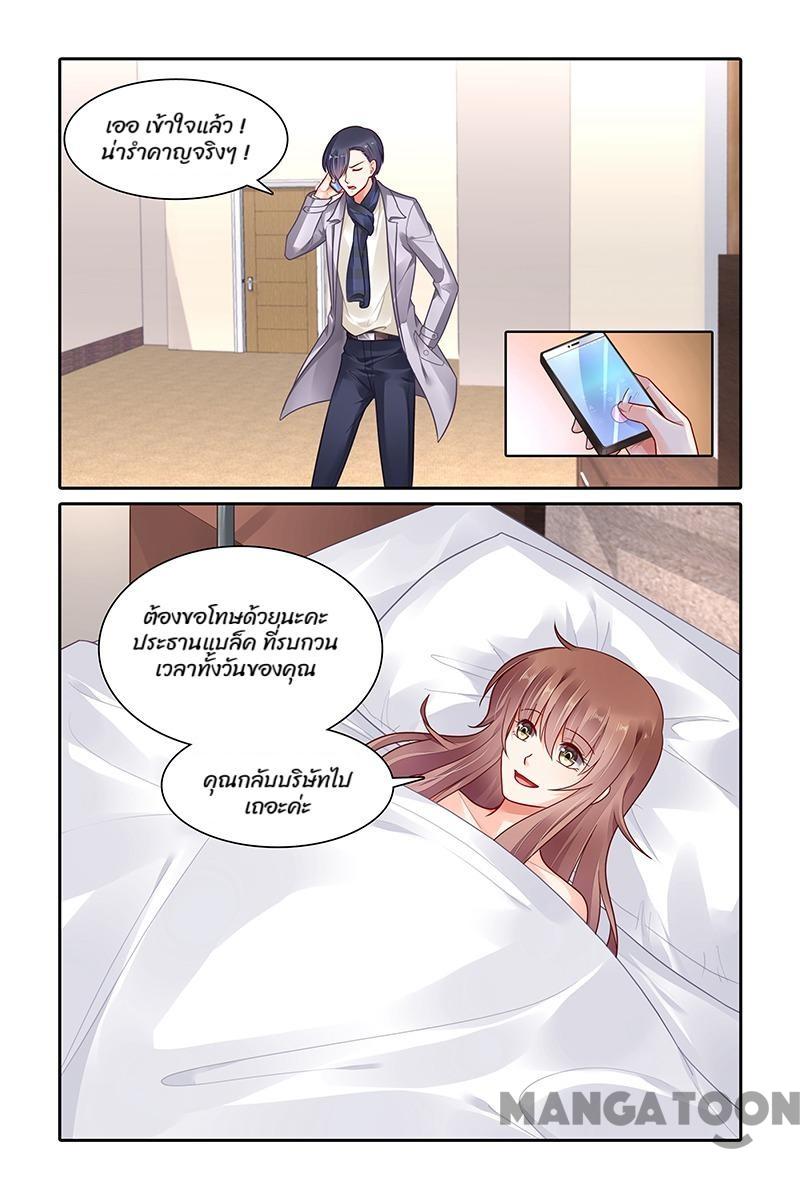 เออ เข้าใจแล้ว !
น่ารำคาญจริงๆ !
ต้องขอโทษด้วยนะคะ
ประธานแบล็ค ที่รบกวน
เวลาทั้งวันของคุณ
คุณกลับบริษัทไป
เถอะค่ะ
MANGATOON